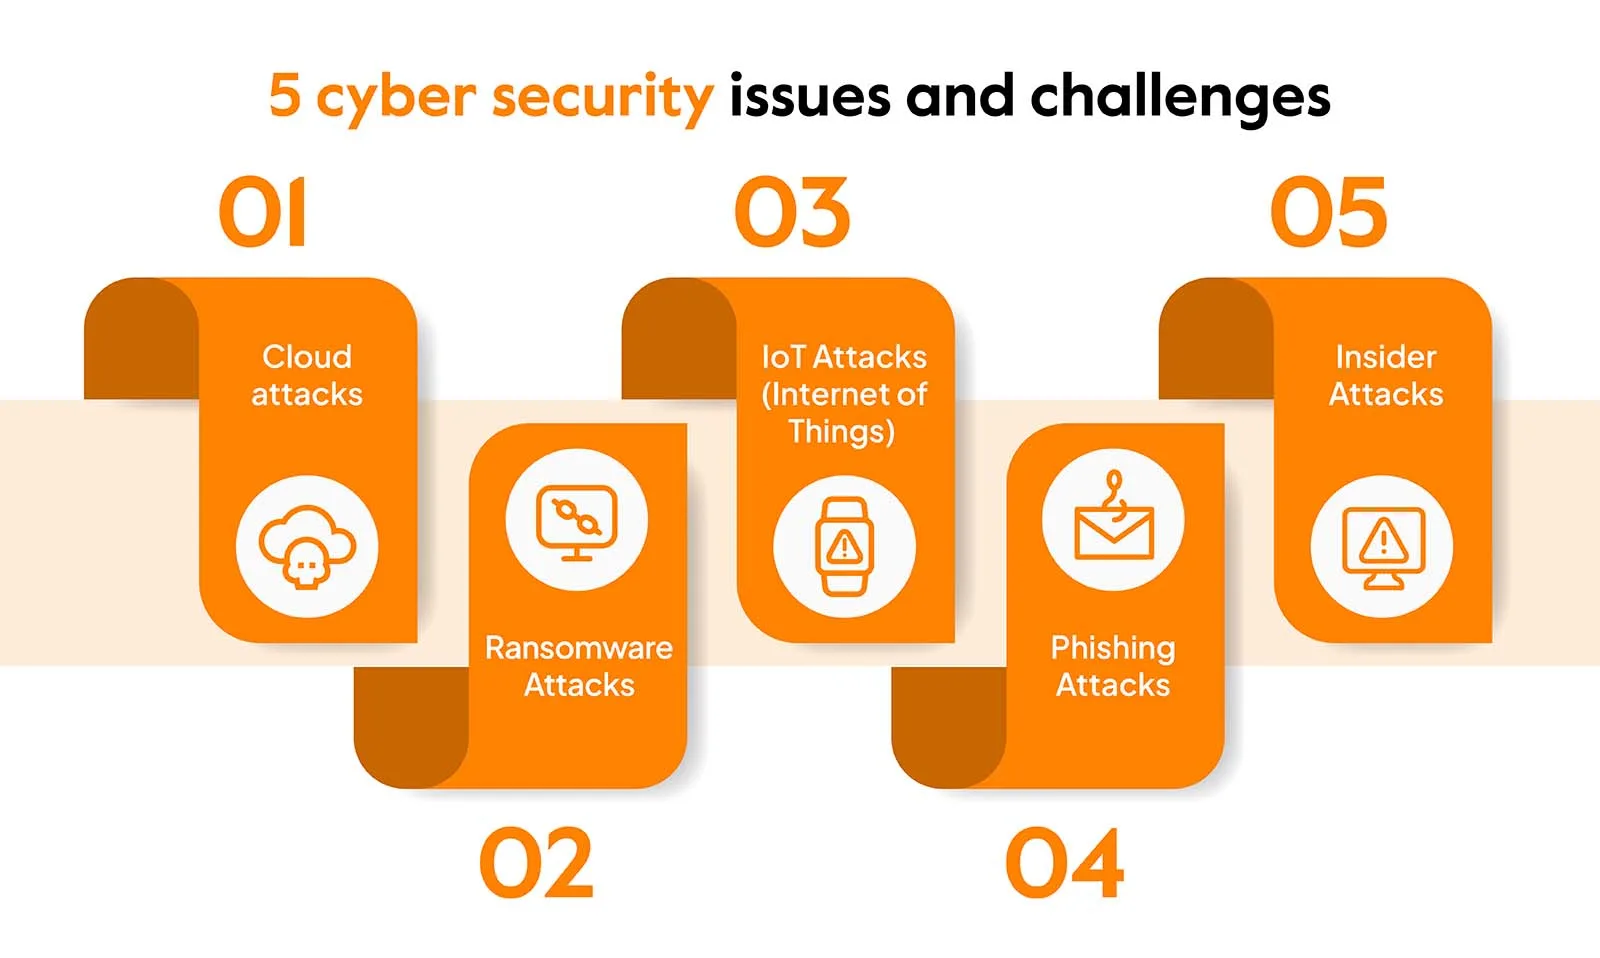 5 cyber security issues and challenges
01
Cloud
attacks
02
Ransomware
Attacks
03
IoT Attacks
(Internet of
Things)
04
Phishing
Attacks
05
Insider
Attacks